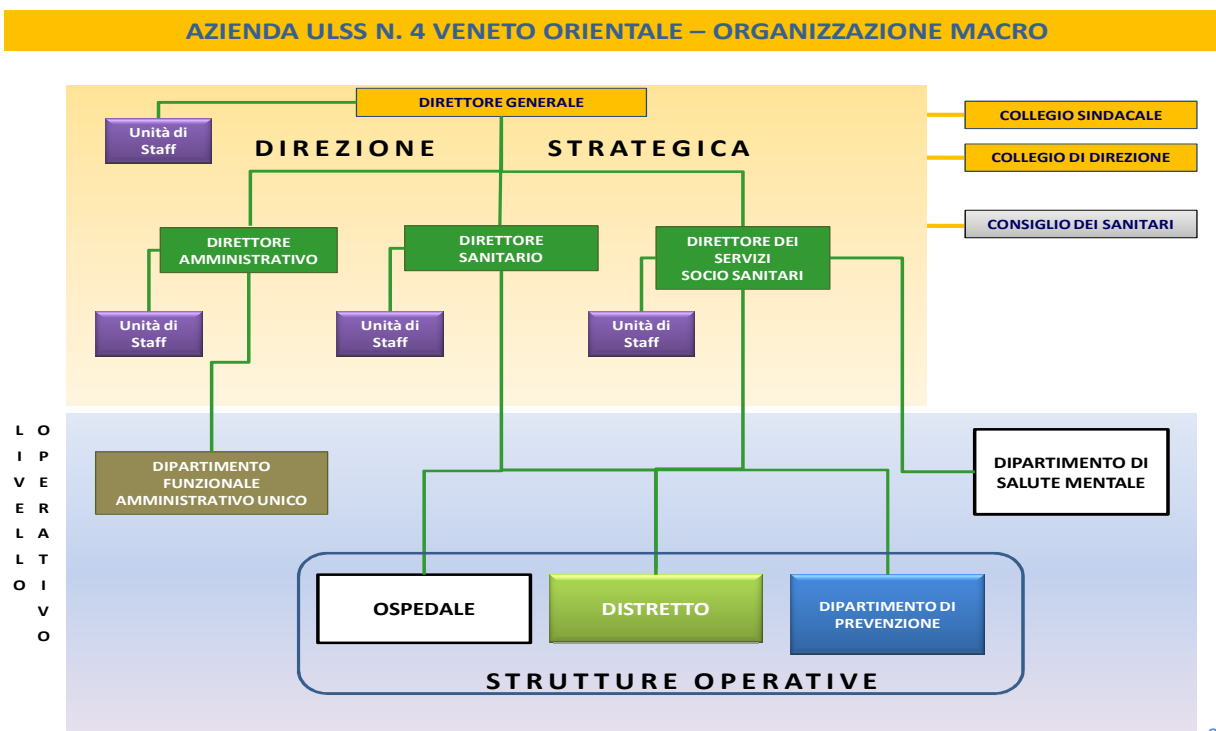 AZIENDA ULSS N. 4 VENETO ORIENTALE – ORGANIZZAZIONE MACRO
DIRETTORE GENERALE
COLLEGIO SINDACALE
Unità di
Staff
DIREZIONE STRATEGICA
COLLEGIO DI DIREZIONE
CONSIGLIO DEI SANITARI
DIRETTORE
AMMINISTRATIVO
DIRETTORE
SANITARIO
DIRETTORE DEI
SERVIZI
SOCIO SANITARI
Unità di
Staff
Unità di
Staff
Unità di
Staff
LIVELLO
OPERATIVO
DIPARTIMENTO
FUNZIONALE
AMMINISTRATIVO UNICO
DIPARTIMENTO DI
SALUTE MENTALE
OSPEDALE
DISTRETTO
DIPARTIMENTO DI
PREVENZIONE
STRUTTURE OPERATIVE